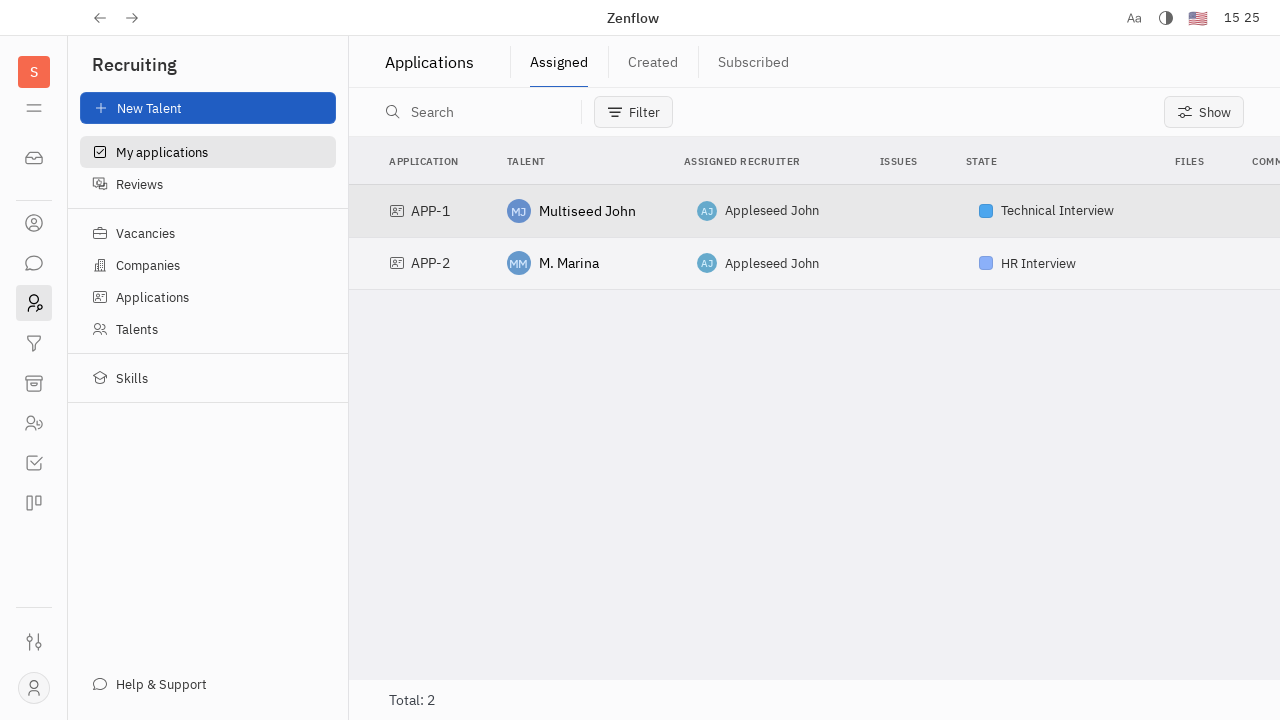 Zenflow
Aa
15 25
S
Recruiting
New Talent
My applications
Reviews
Vacancies
Companies
Applications
Talents
Skills
Help & Support
Applications
Assigned
Created
Subscribed
Search
Filter
Show
APPLICATION TALENT ASSIGNED RECRUITER ISSUES STATE FILES COMM
APP-1 MJ Multiseed John AJ Appleseed John Technical Interview
APP-2 MM M. Marina AJ Appleseed John HR Interview
Total: 2